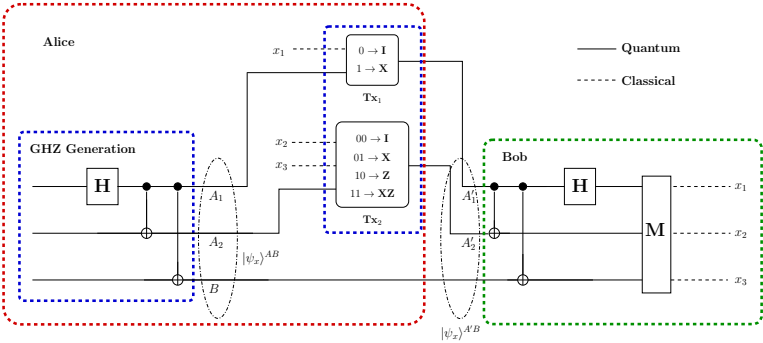 Alice
GHZ Generation
H
A₁
A₂
B
|ψₓ⟩ᴬᴮ
x₁
0 → I
1 → X
Tx₁
x₂
x₃
00 → I
01 → X
10 → Z
11 → XZ
Tx₂
A′₁
A′₂
|ψₓ⟩ᴬ′ᴮ
Quantum
Classical
Bob
H
M
x₁
x₂
x₃